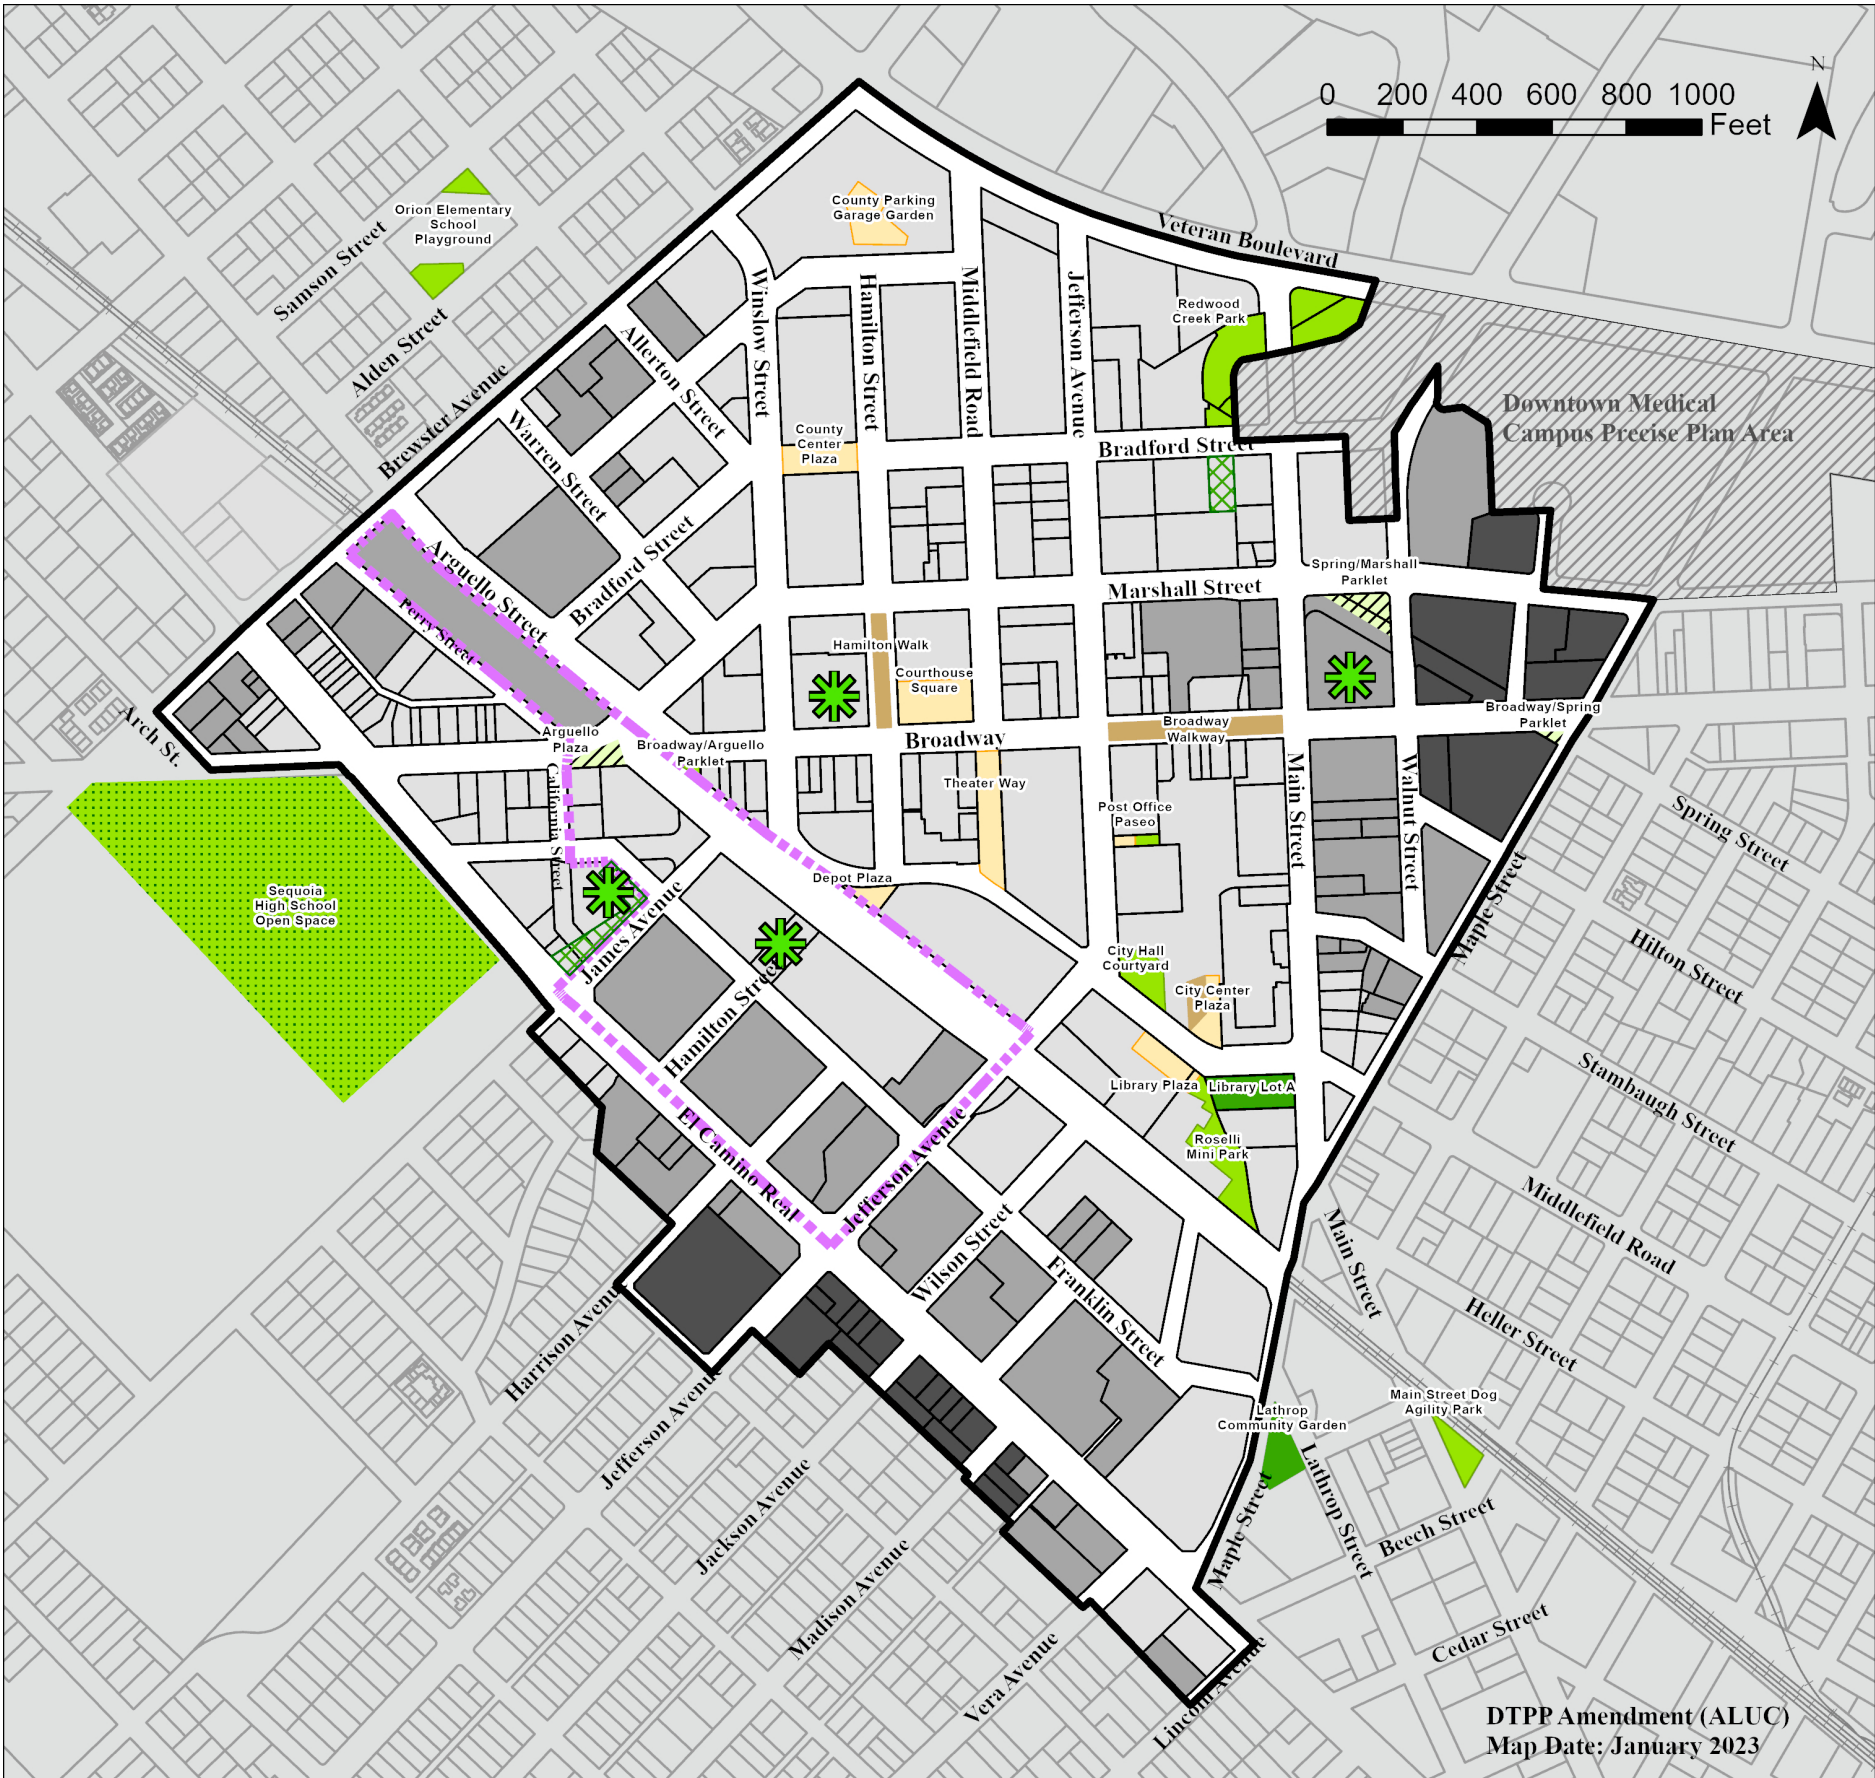 0 200 400 600 800 1000
Feet
N
County Parking
Garage Garden
Orion Elementary
School
Playground
Samson Street
Alden Street
Brewster Avenue
Veteran Boulevard
Redwood
Creek Park
Winslow Street
Hamilton Street
Middlefield Road
Jefferson Avenue
Allerton Street
Warren Street
Downtown Medical
Campus Precise Plan Area
County
Center
Plaza
Bradford Street
Bradford Street
Arguello Street
Perry Street
Marshall Street
Spring/Marshall
Parklet
Hamilton Walk
Courthouse
Square
Arch St.
Arguello
Plaza
Broadway/Arguello
Parklet
Broadway
Broadway
Walkway
Broadway/Spring
Parklet
Theater Way
California Street
Post Office
Paseo
Main Street
Walnut Street
Spring Street
Maple Street
Depot Plaza
Sequoia
High School
Open Space
James Avenue
Hamilton Street
City Hall
Courtyard
City Center
Plaza
Hilton Street
Stambaugh Street
Library Plaza
Library Lot A
Roselli
Mini Park
El Camino Real
Jefferson Avenue
Wilson Street
Franklin Street
Middlefield Road
Main Street
Heller Street
Harrison Avenue
Jefferson Avenue
Jackson Avenue
Madison Avenue
Vera Avenue
Lincoln Avenue
Main Street Dog
Agility Park
Lathrop
Community Garden
Lathrop Street
Maple Street
Beech Street
Cedar Street
DTPP Amendment (ALUC)
Map Date: January 2023